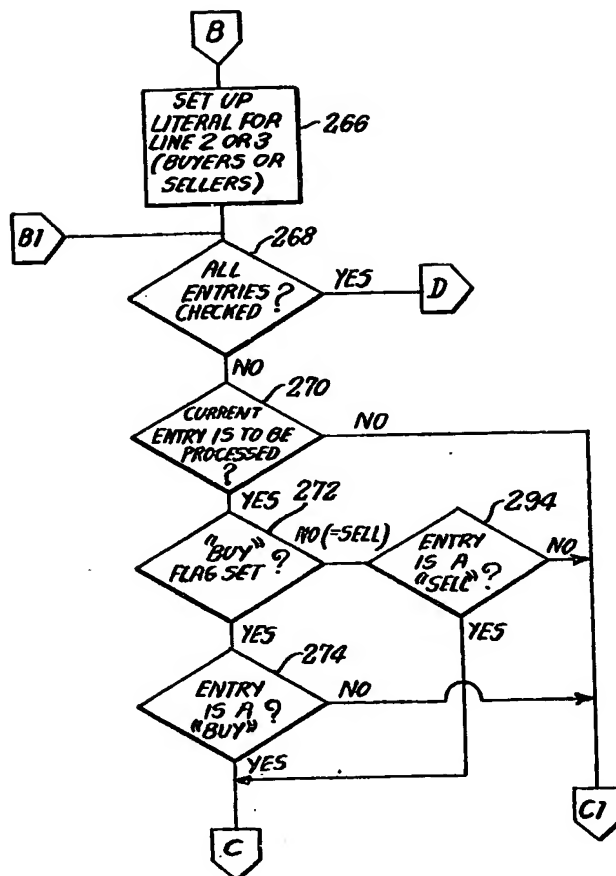 B
SET UP
LITERAL FOR
LINE 2 OR 3
(BUYERS OR
SELLERS)
266
B1
268
ALL
ENTRIES
CHECKED
?
YES
D
NO
270
CURRENT
ENTRY IS TO BE
PROCESSED
?
NO
YES
272
"BUY"
FLAG SET
?
NO (=SELL)
294
ENTRY
IS A
"SELL"
?
NO
YES
YES
274
ENTRY
IS A
"BUY"
?
NO
YES
C
C1